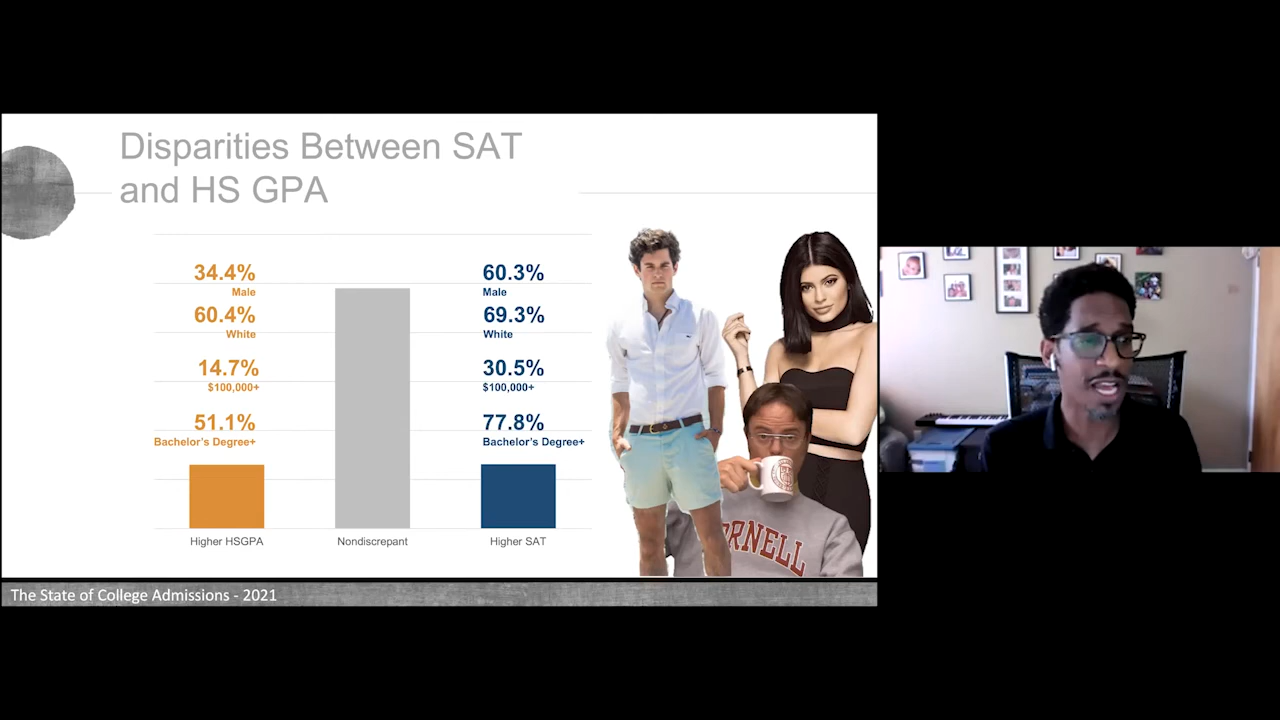 Disparities Between SAT
and HS GPA
34.4%
Male
60.4%
White
14.7%
$100,000+
51.1%
Bachelor's Degree+
60.3%
Male
69.3%
White
30.5%
$100,000+
77.8%
Bachelor's Degree+
Higher HSGPA
Nondiscrepant
Higher SAT
ORNELL
The State of College Admissions - 2021